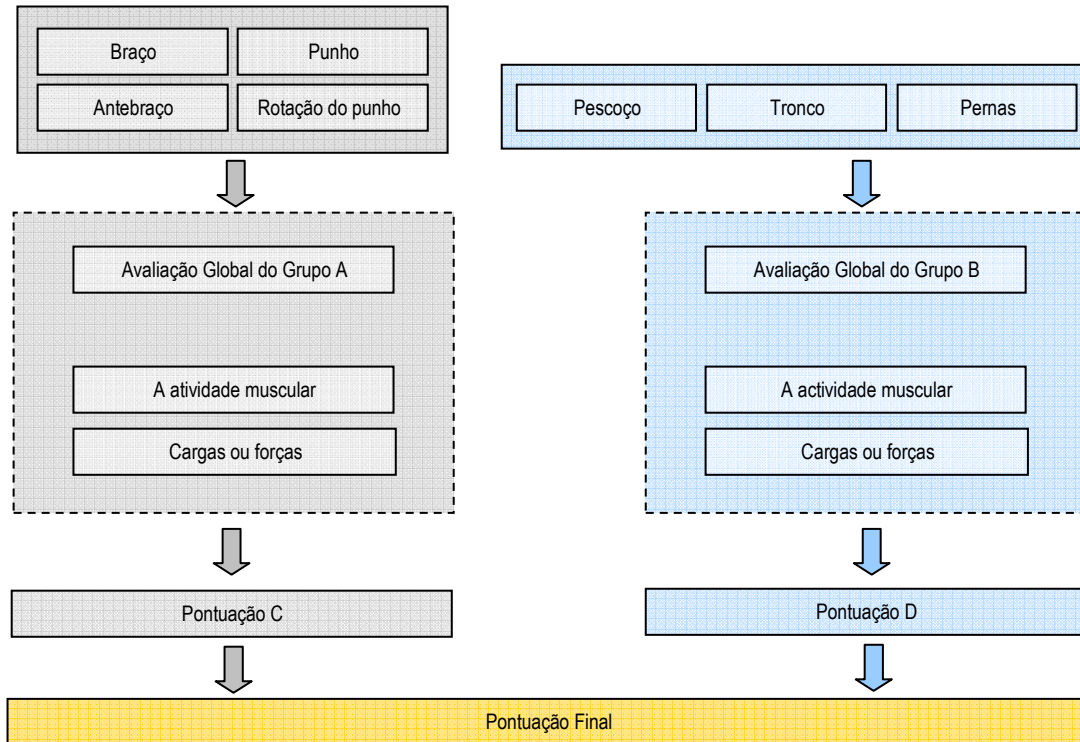 Braço
Punho
Antebraço
Rotação do punho
Pescoço
Tronco
Pernas
Avaliação Global do Grupo A
A atividade muscular
Cargas ou forças
Avaliação Global do Grupo B
A actividade muscular
Cargas ou forças
Pontuação C
Pontuação D
Pontuação Final